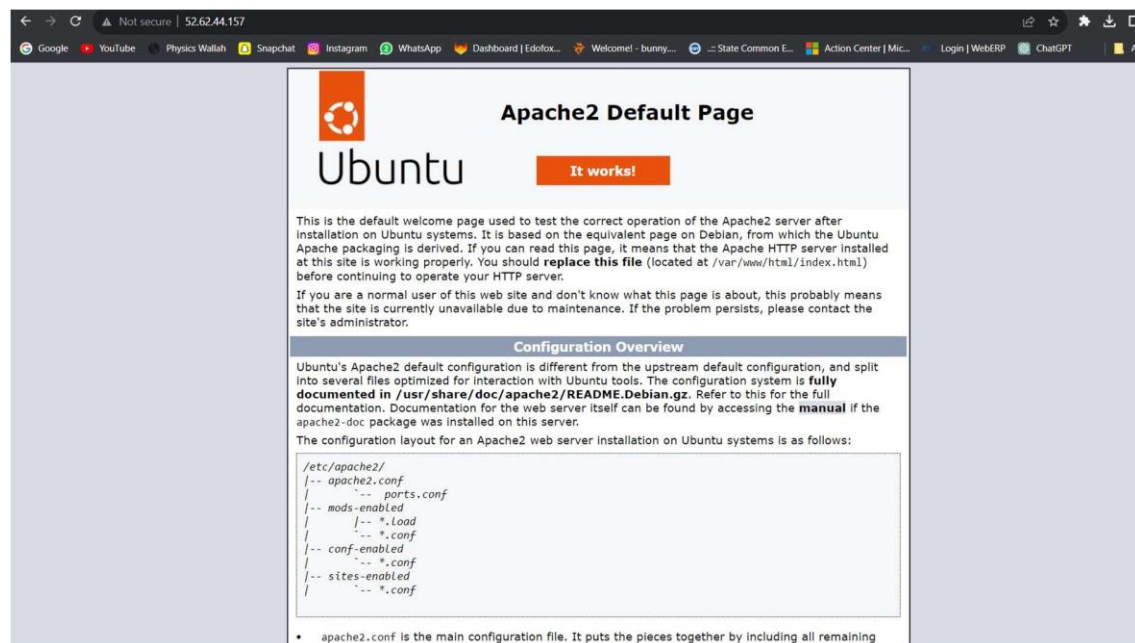 Not secure | 52.62.44.157
Google YouTube Physics Wallah Snapchat Instagram WhatsApp Dashboard | Edofox... Welcome! - bunny.... ..:: State Common E... Action Center | Mic... Login | WebERP ChatGPT
Apache2 Default Page
Ubuntu
It works!
This is the default welcome page used to test the correct operation of the Apache2 server after
installation on Ubuntu systems. It is based on the equivalent page on Debian, from which the Ubuntu
Apache packaging is derived. If you can read this page, it means that the Apache HTTP server installed
at this site is working properly. You should replace this file (located at /var/www/html/index.html)
before continuing to operate your HTTP server.
If you are a normal user of this web site and don't know what this page is about, this probably means
that the site is currently unavailable due to maintenance. If the problem persists, please contact the
site's administrator.
Configuration Overview
Ubuntu's Apache2 default configuration is different from the upstream default configuration, and split
into several files optimized for interaction with Ubuntu tools. The configuration system is fully
documented in /usr/share/doc/apache2/README.Debian.gz. Refer to this for the full
documentation. Documentation for the web server itself can be found by accessing the manual if the
apache2-doc package was installed on this server.
The configuration layout for an Apache2 web server installation on Ubuntu systems is as follows:
/etc/apache2/
|-- apache2.conf
|       `--  ports.conf
|-- mods-enabled
|       |-- *.load
|       `-- *.conf
|-- conf-enabled
|       `-- *.conf
|-- sites-enabled
|       `-- *.conf
• apache2.conf is the main configuration file. It puts the pieces together by including all remaining